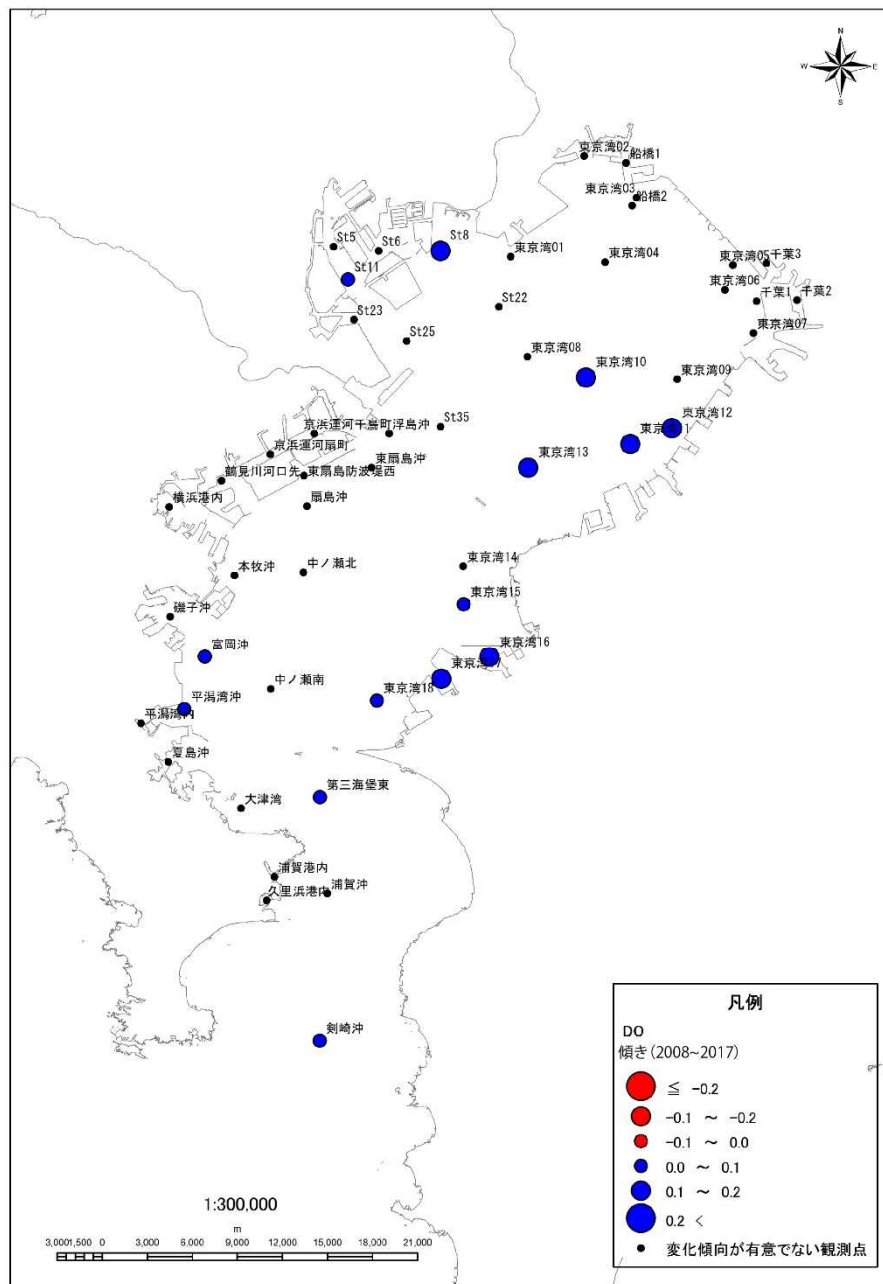 N
W
E
S
東京湾02
船橋1
東京湾03
船橋2
St5
St6
St8
東京湾01
東京湾04
東京湾05
千葉3
St11
東京湾06
千葉1
千葉2
St22
St23
東京湾07
St25
東京湾08
東京湾10
東京湾09
東京湾12
京浜運河千鳥町
浮島沖
St35
東京湾11
京浜運河扇町
東扇島沖
東京湾13
鶴見川河口先
東扇島防波堤西
横浜港内
扇島沖
東京湾14
本牧沖
中ノ瀬北
東京湾15
磯子沖
富岡沖
東京湾16
東京湾17
中ノ瀬南
東京湾18
平潟湾沖
平潟湾内
夏島沖
第三海堡東
大津湾
浦賀港内
久里浜港内
浦賀沖
剣崎沖
凡例
DO
傾き(2008~2017)
≦ -0.2
-0.1 ～ -0.2
-0.1 ～ 0.0
0.0 ～ 0.1
0.1 ～ 0.2
0.2 <
変化傾向が有意でない観測点
1:300,000
m
3,000 1,500 0 3,000 6,000 9,000 12,000 15,000 18,000 21,000